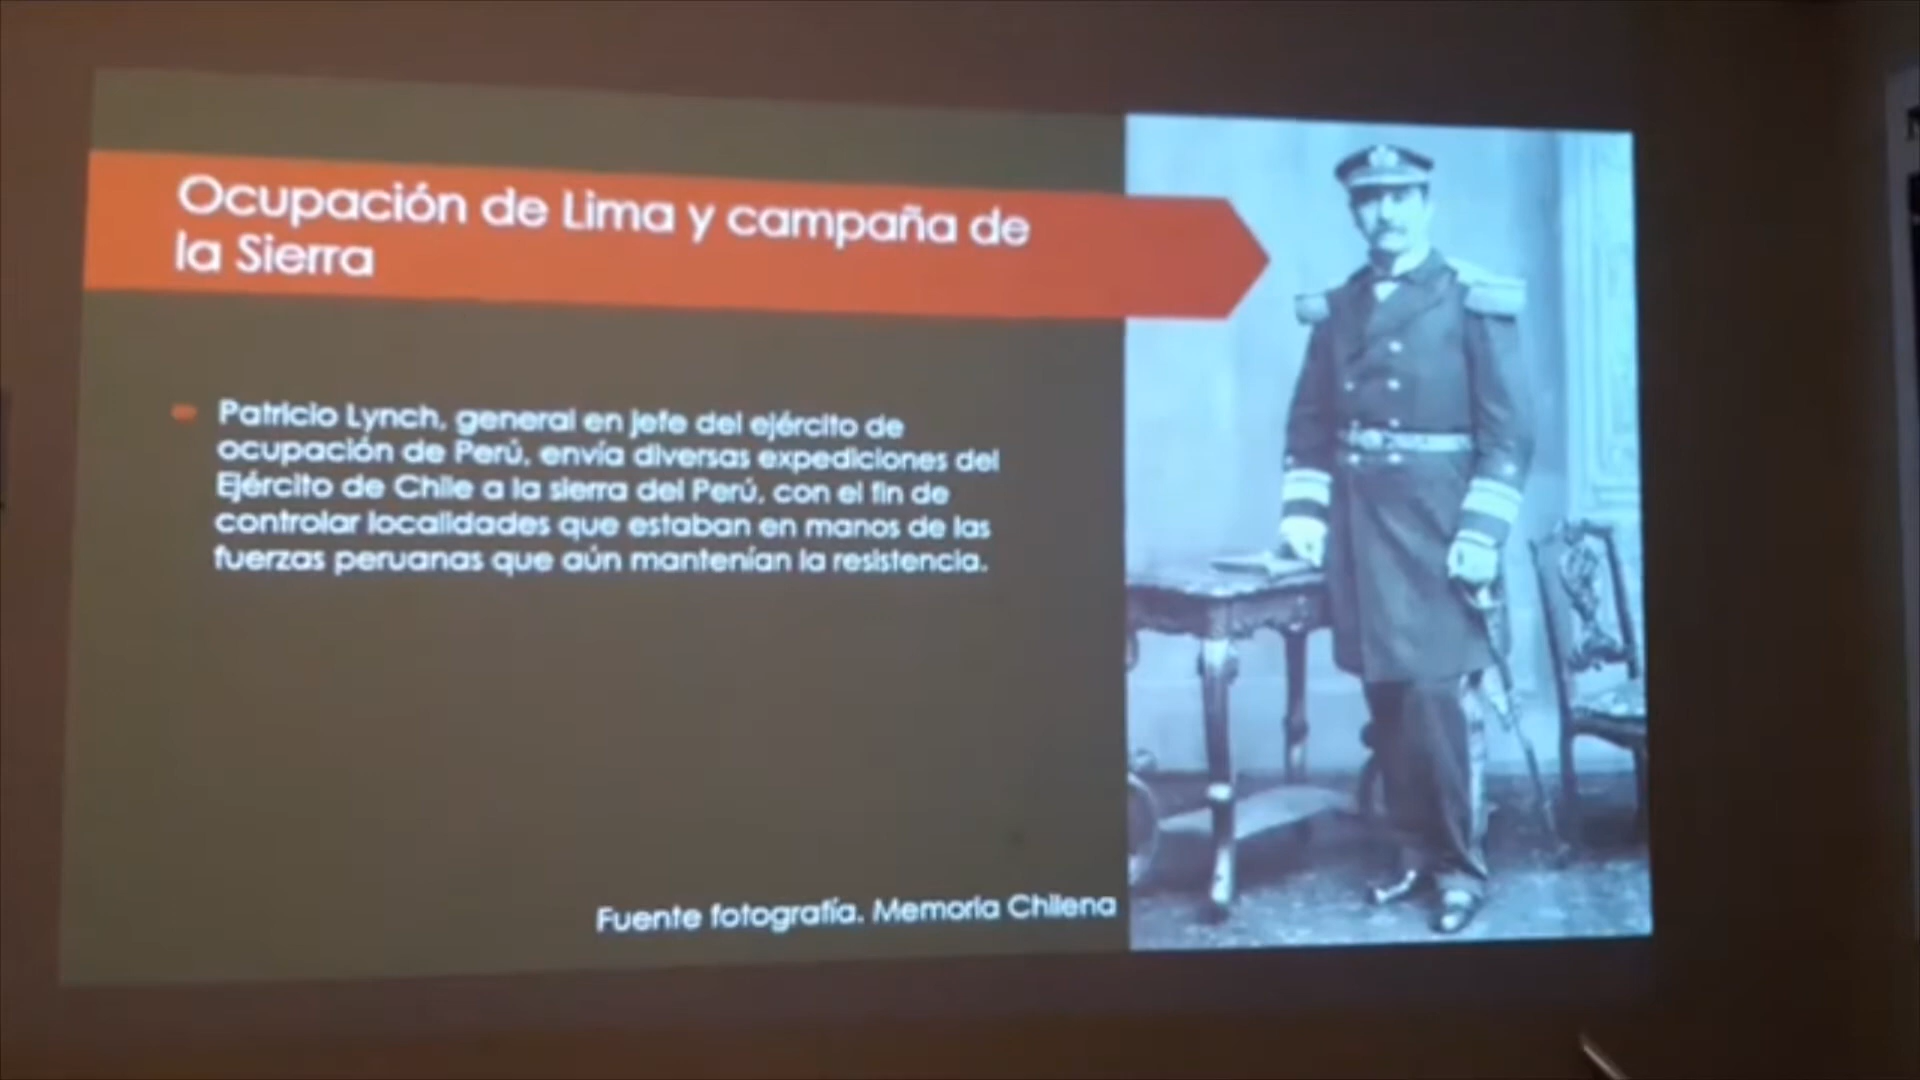 Ocupación de Lima y campaña de
la Sierra
Patricio Lynch, general en jefe del ejército de
ocupación de Perú, envía diversas expediciones del
Ejército de Chile a la sierra del Perú, con el fin de
controlar localidades que estaban en manos de las
fuerzas peruanas que aún mantenían la resistencia.
Fuente fotografía. Memoria Chilena